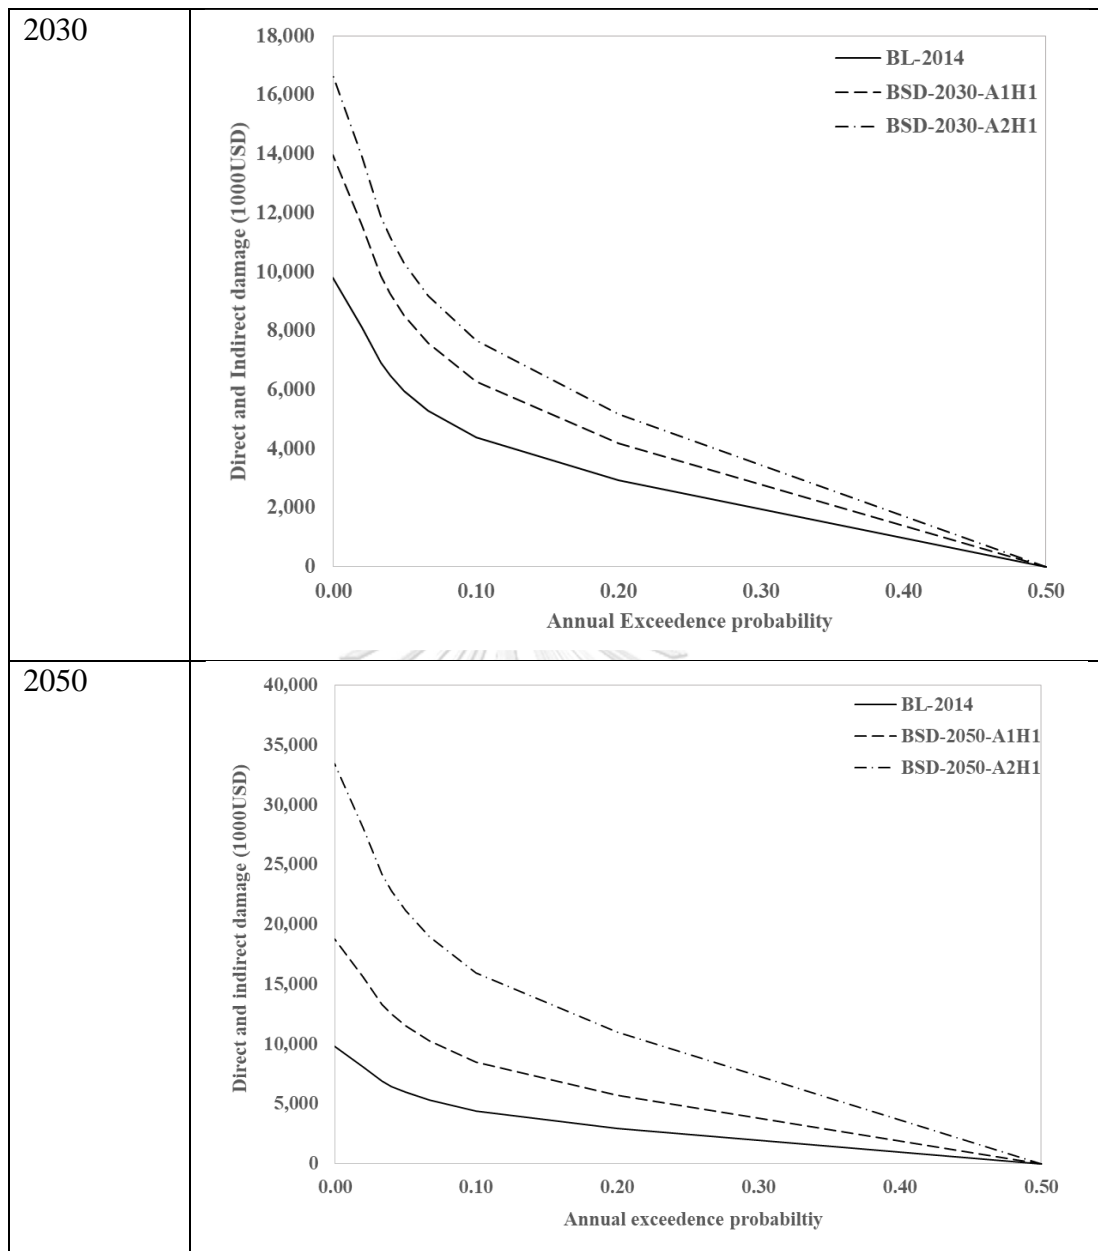 2030
18,000
16,000
14,000
12,000
10,000
8,000
6,000
4,000
2,000
0
Direct and Indirect damage (1000USD)
BL-2014
BSD-2030-A1H1
BSD-2030-A2H1
0.00 0.10 0.20 0.30 0.40 0.50
Annual Exceedence probability
2050
40,000
35,000
30,000
25,000
20,000
15,000
10,000
5,000
0
Direct and indirect damage (1000USD)
BL-2014
BSD-2050-A1H1
BSD-2050-A2H1
0.00 0.10 0.20 0.30 0.40 0.50
Annual exceedence probabiltiy